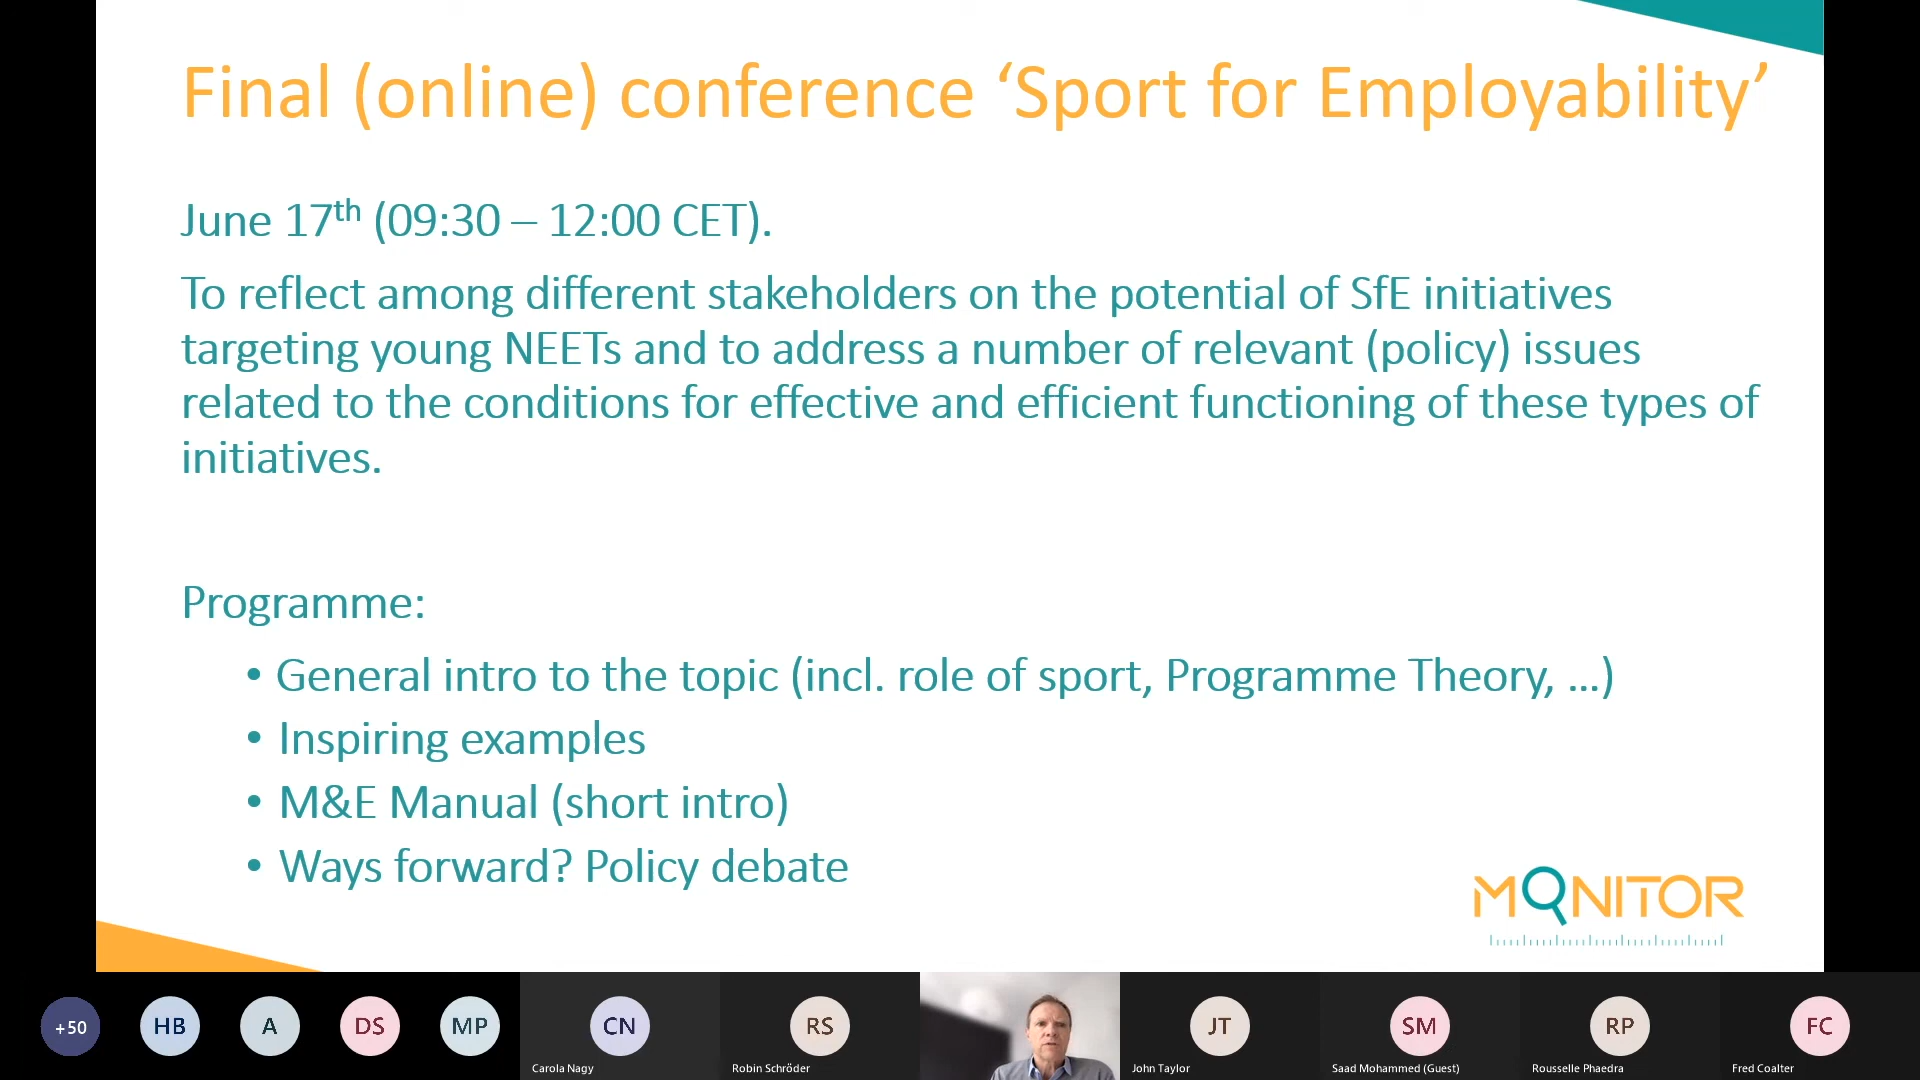 Final (online) conference ‘Sport for Employability’
June 17th (09:30 – 12:00 CET).
To reflect among different stakeholders on the potential of SfE initiatives
targeting young NEETs and to address a number of relevant (policy) issues
related to the conditions for effective and efficient functioning of these types of
initiatives.
Programme:
• General intro to the topic (incl. role of sport, Programme Theory, …)
• Inspiring examples
• M&E Manual (short intro)
• Ways forward? Policy debate
MONITOR
+50 HB A DS MP CN RS JT SM RP FC
Carola Nagy Robin Schröder John Taylor Saad Mohammed (Guest) Rousselle Phaedra Fred Coalter